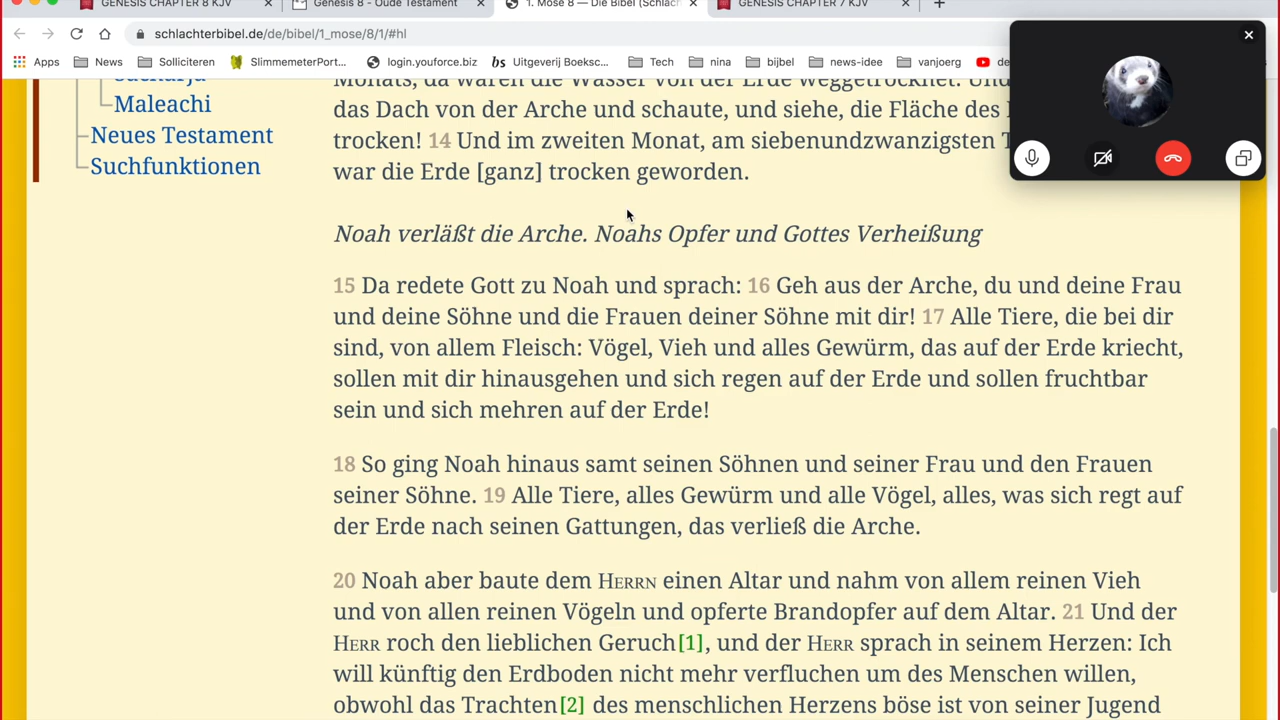 GENESIS CHAPTER 8 KJV
Genesis 8 - Oude Testament
1. Mose 8 — Die Bibel (Schlach
GENESIS CHAPTER 7 KJV
schlachterbibel.de/de/bibel/1_mose/8/1/#hl
Apps News Solliciteren SlimmemeterPort... login.youforce.biz Uitgeverij Boeksc... Tech nina bijbel news-idee vanjoerg de
Sacharja
Maleachi
Neues Testament
Suchfunktionen
Monats, da waren die Wasser von der Erde weggetrocknet. Und
das Dach von der Arche und schaute, und siehe, die Fläche des
trocken! 14 Und im zweiten Monat, am siebenundzwanzigsten T
war die Erde [ganz] trocken geworden.
Noah verläßt die Arche. Noahs Opfer und Gottes Verheißung
15 Da redete Gott zu Noah und sprach: 16 Geh aus der Arche, du und deine Frau
und deine Söhne und die Frauen deiner Söhne mit dir! 17 Alle Tiere, die bei dir
sind, von allem Fleisch: Vögel, Vieh und alles Gewürm, das auf der Erde kriecht,
sollen mit dir hinausgehen und sich regen auf der Erde und sollen fruchtbar
sein und sich mehren auf der Erde!
18 So ging Noah hinaus samt seinen Söhnen und seiner Frau und den Frauen
seiner Söhne. 19 Alle Tiere, alles Gewürm und alle Vögel, alles, was sich regt auf
der Erde nach seinen Gattungen, das verließ die Arche.
20 Noah aber baute dem HERRN einen Altar und nahm von allem reinen Vieh
und von allen reinen Vögeln und opferte Brandopfer auf dem Altar. 21 Und der
HERR roch den lieblichen Geruch[1], und der HERR sprach in seinem Herzen: Ich
will künftig den Erdboden nicht mehr verfluchen um des Menschen willen,
obwohl das Trachten[2] des menschlichen Herzens böse ist von seiner Jugend